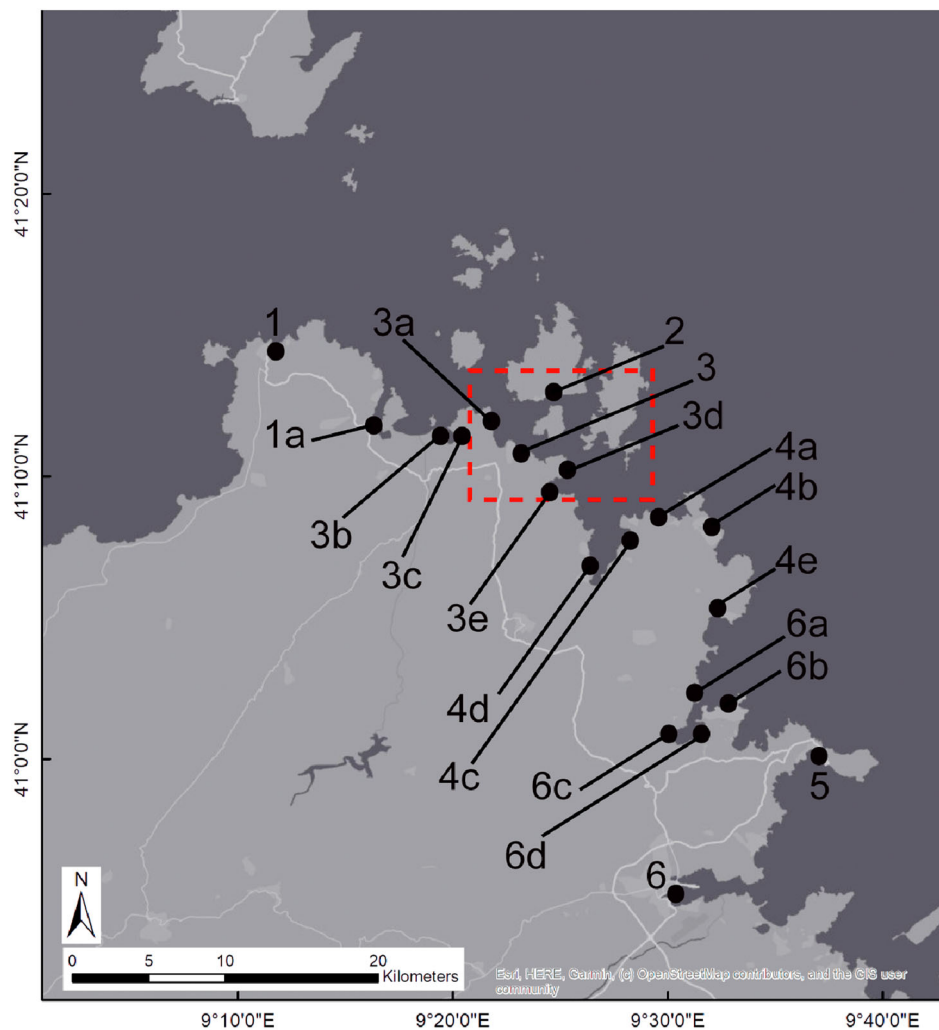 41°20'0"N
1
3a
2
3
1a
3d
41°10'0"N
4a
3b
4b
3c
3e
4e
6a
4d
6b
4c
41°0'0"N
6c
5
6d
6
N
0 5 10 20
Kilometers
Esri, HERE, Garmin, (c) OpenStreetMap contributors, and the GIS user
community
9°10'0"E 9°20'0"E 9°30'0"E 9°40'0"E